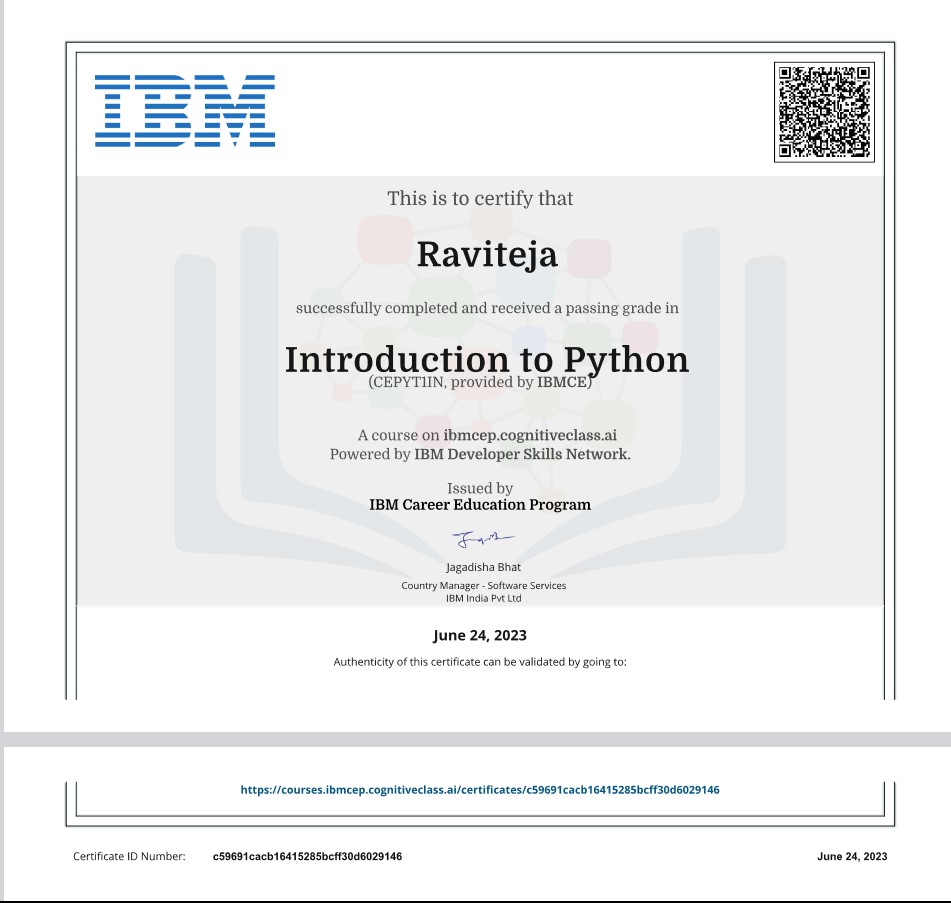 IBM
This is to certify that
Raviteja
successfully completed and received a passing grade in
Introduction to Python
(CEPYT1IN, provided by IBMCE)
A course on ibmcep.cognitiveclass.ai
Powered by IBM Developer Skills Network.
Issued by
IBM Career Education Program
Jagadisha Bhat
Country Manager - Software Services
IBM India Pvt Ltd
June 24, 2023
Authenticity of this certificate can be validated by going to:
https://courses.ibmcep.cognitiveclass.ai/certificates/c59691cacb16415285bcff30d6029146
Certificate ID Number: c59691cacb16415285bcff30d6029146 June 24, 2023